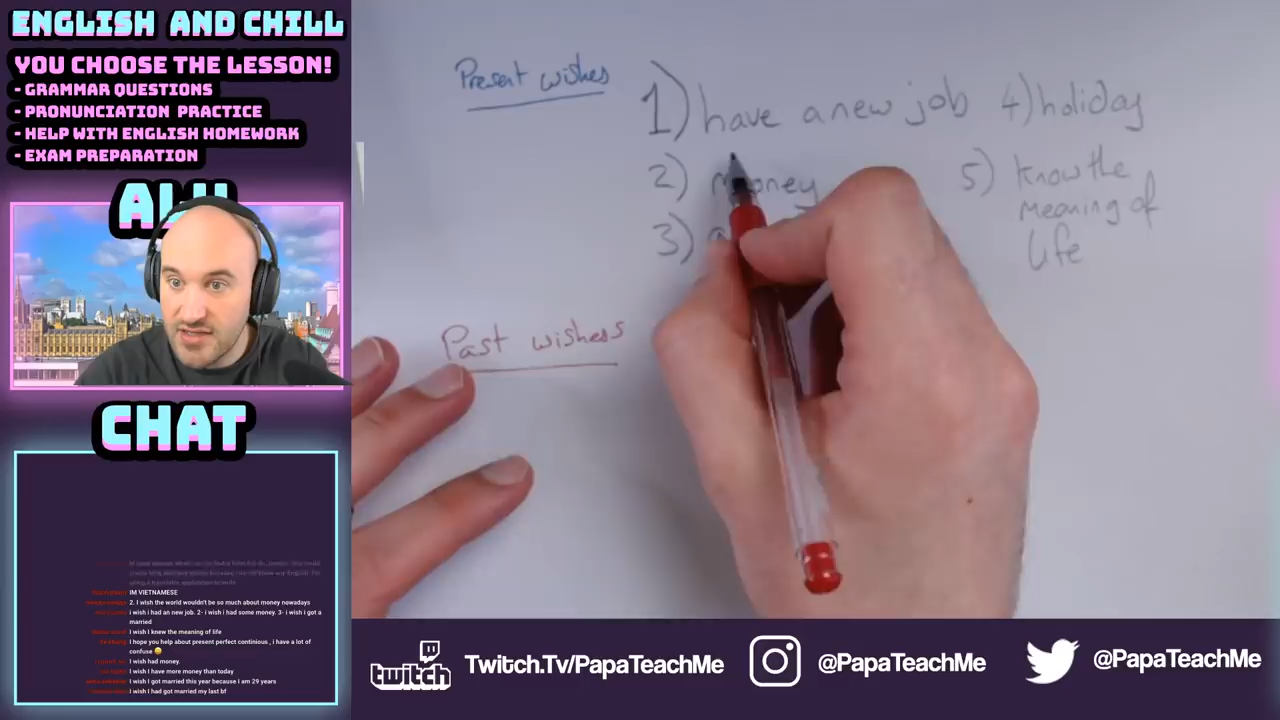 ENGLISH AND CHILL
YOU CHOOSE THE LESSON!
- GRAMMAR QUESTIONS
- PRONUNCIATION PRACTICE
- HELP WITH ENGLISH HOMEWORK
- EXAM PREPARATION
CHAT
IM VIETNAMESE
2. I wish the world wouldn't be so much about money nowadays
i wish i had an new job. 2- i wish i had some money. 3- i wish i got a
married
I wish I knew the meaning of life
I hope you help about present perfect continious , i have a lot of
confuse 😀
I wish had money.
I wish I have more money than today
I wish I got married this year because I am 29 years
I wish I had got married my last bf
Present wishes
1) have a new job 4) holiday
2) money
5) know the
meaning of
life
3)
Past wishess
twitch
Twitch.Tv/PapaTeachMe
@PapaTeachMe
@PapaTeachMe